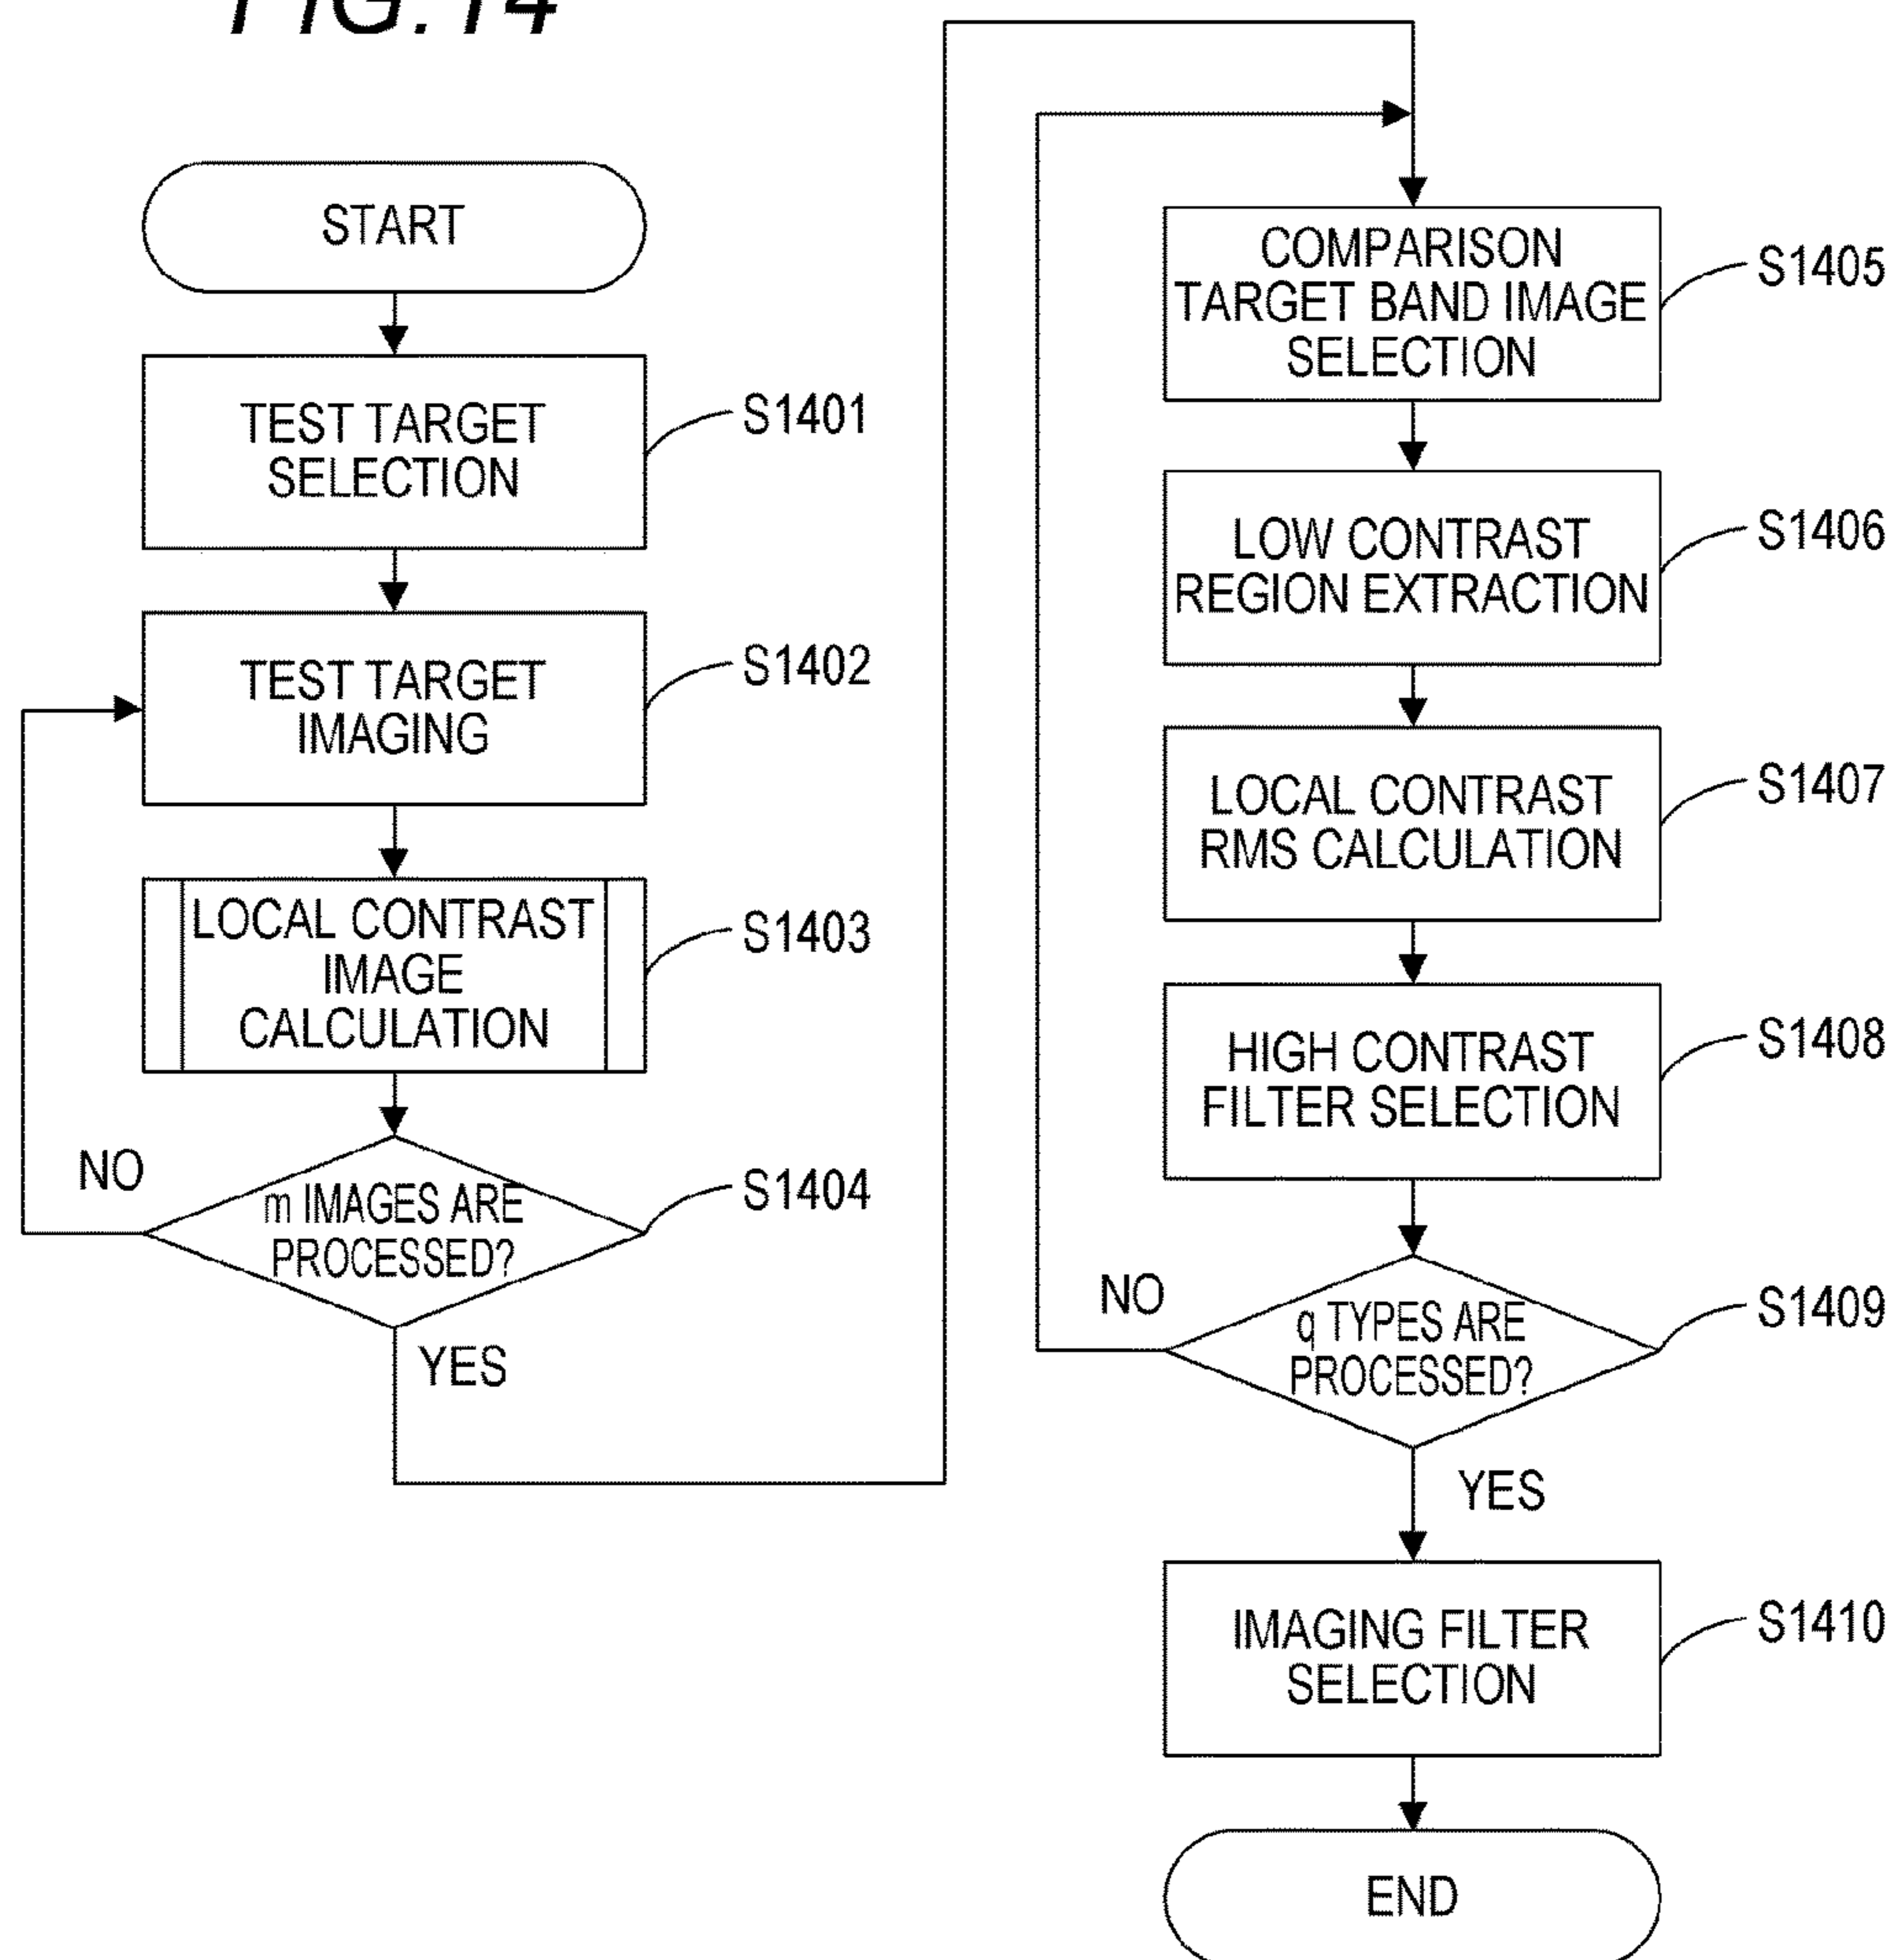 FIG.14
START
TEST TARGET
SELECTION
S1401
TEST TARGET
IMAGING
S1402
LOCAL CONTRAST
IMAGE
CALCULATION
S1403
NO
m IMAGES ARE
PROCESSED?
S1404
YES
COMPARISON
TARGET BAND IMAGE
SELECTION
S1405
LOW CONTRAST
REGION EXTRACTION
S1406
LOCAL CONTRAST
RMS CALCULATION
S1407
HIGH CONTRAST
FILTER SELECTION
S1408
NO
q TYPES ARE
PROCESSED?
S1409
YES
IMAGING FILTER
SELECTION
S1410
END